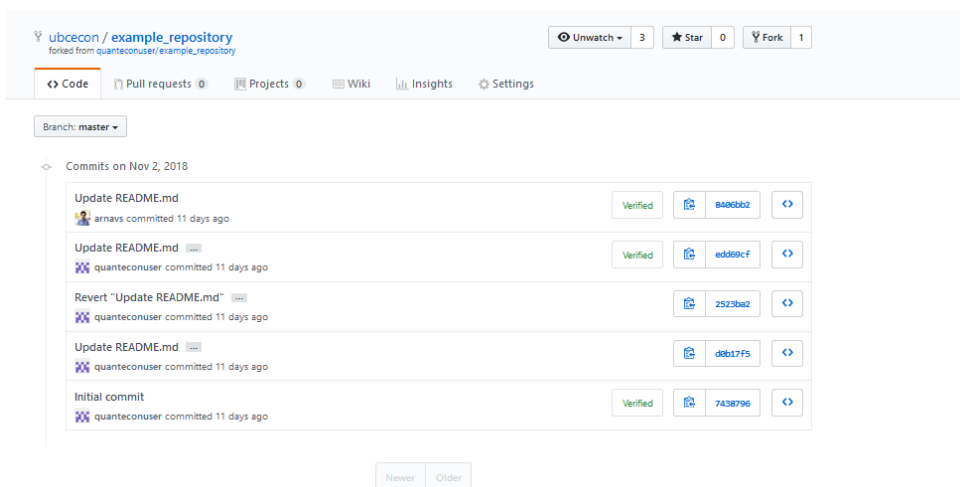 ubcecon / example_repository
forked from quanteconuser/example_repository
Unwatch 3 Star 0 Fork 1
Code Pull requests 0 Projects 0 Wiki Insights Settings
Branch: master
Commits on Nov 2, 2018
Update README.md
arnavs committed 11 days ago
Verified 8406bb2
Update README.md ...
quanteconuser committed 11 days ago
Verified edd69cf
Revert "Update README.md" ...
quanteconuser committed 11 days ago
2523ba2
Update README.md ...
quanteconuser committed 11 days ago
d0b17f5
Initial commit
quanteconuser committed 11 days ago
Verified 7438796
Newer Older